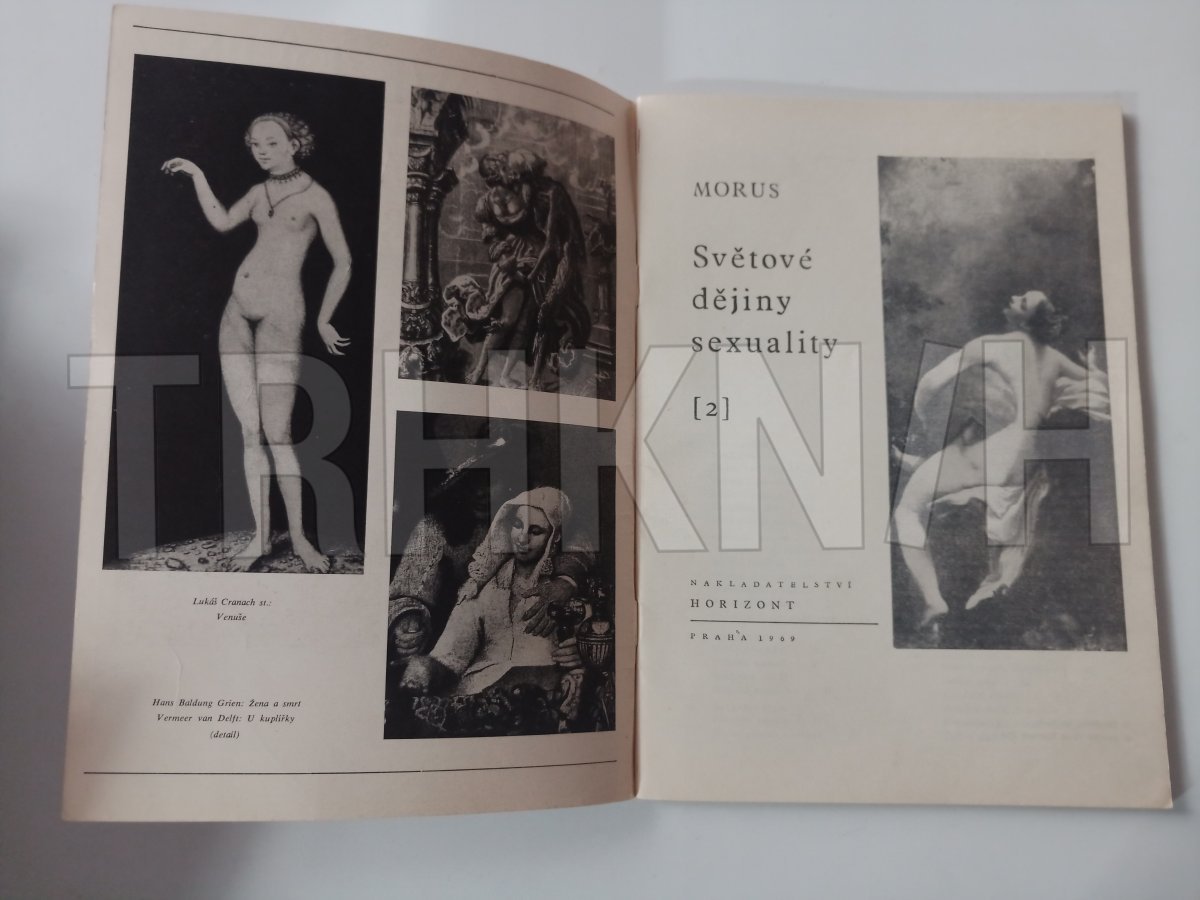 Lukáš Cranach st.:
Venuše
Hans Baldung Grien: Žena a smrt
Vermeer van Delft: U kuplířky
(detail)
MORUS
Světové
dějiny
sexuality
[2]
NAKLADATELSTVÍ
HORIZONT
PRAHA 1969
TRHKNIH